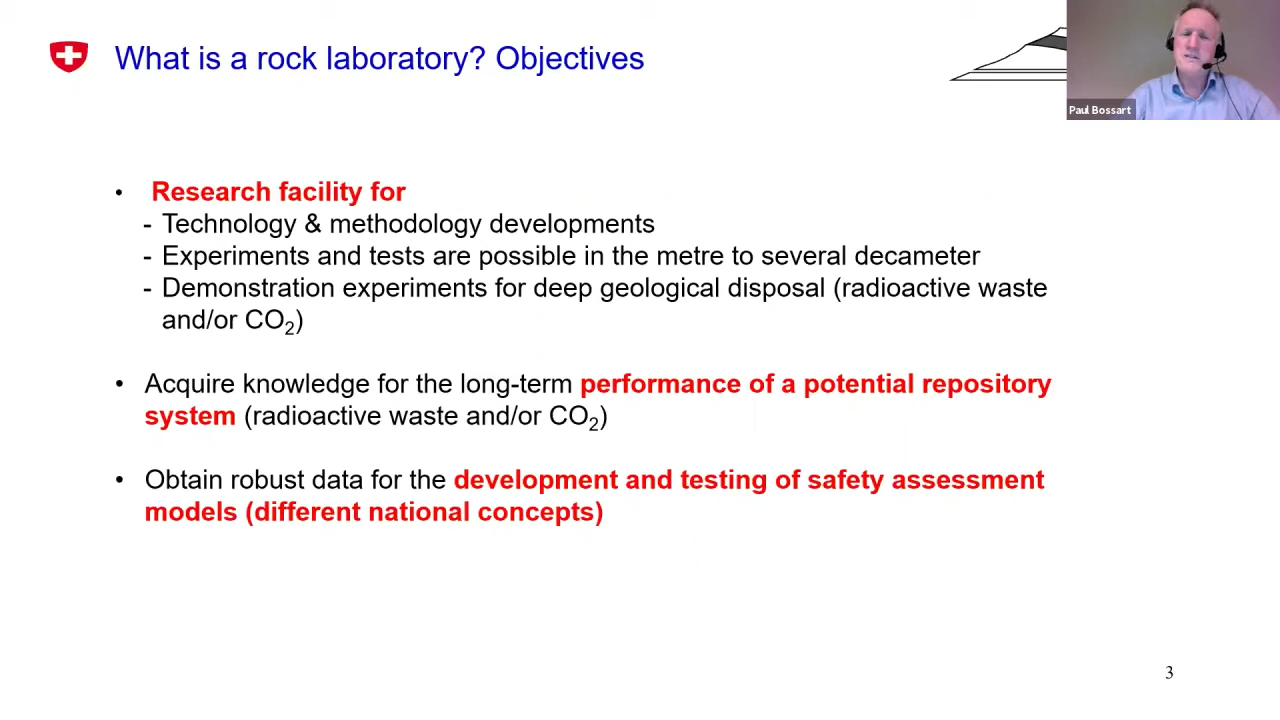 What is a rock laboratory? Objectives
Paul Bossart
• Research facility for
- Technology & methodology developments
- Experiments and tests are possible in the metre to several decameter
- Demonstration experiments for deep geological disposal (radioactive waste
and/or CO₂)
• Acquire knowledge for the long-term performance of a potential repository
system (radioactive waste and/or CO₂)
• Obtain robust data for the development and testing of safety assessment
models (different national concepts)
3